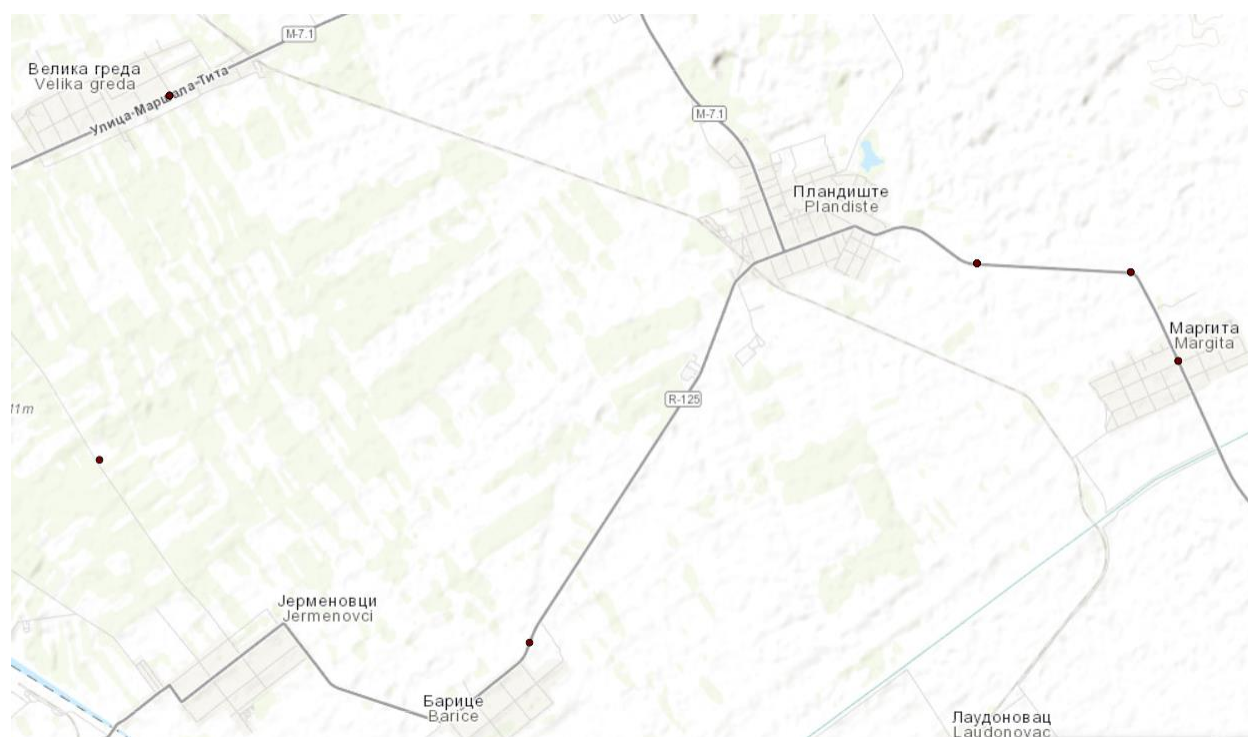 M-7.1
Велика греда
Velika greda
Улица-Маршала-Тита
M-7.1
Пландиште
Plandiste
Маргита
Margita
R-125
11m
Јерменовци
Jermenovci
Барице
Barice
Лаудоновац
Laudonovac